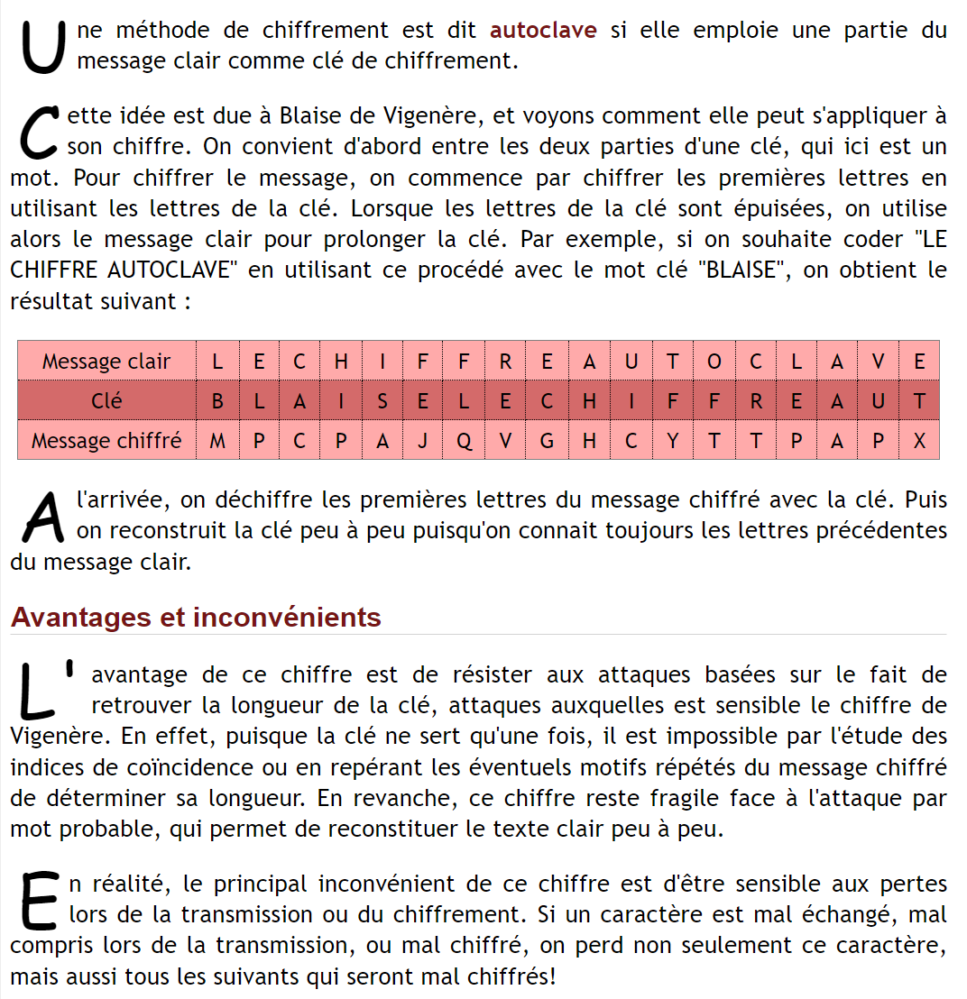 Une méthode de chiffrement est dit autoclave si elle emploie une partie du
message clair comme clé de chiffrement.
Cette idée est due à Blaise de Vigenère, et voyons comment elle peut s'appliquer à
son chiffre. On convient d'abord entre les deux parties d'une clé, qui ici est un
mot. Pour chiffrer le message, on commence par chiffrer les premières lettres en
utilisant les lettres de la clé. Lorsque les lettres de la clé sont épuisées, on utilise
alors le message clair pour prolonger la clé. Par exemple, si on souhaite coder "LE
CHIFFRE AUTOCLAVE" en utilisant ce procédé avec le mot clé "BLAISE", on obtient le
résultat suivant :
Message clair L E C H I F F R E A U T O C L A V E
Clé B L A I S E L E C H I F F R E A U T
Message chiffré M P C P A J Q V G H C Y T T P A P X
A l'arrivée, on déchiffre les premières lettres du message chiffré avec la clé. Puis
on reconstruit la clé peu à peu puisqu'on connait toujours les lettres précédentes
du message clair.
Avantages et inconvénients
L'avantage de ce chiffre est de résister aux attaques basées sur le fait de
retrouver la longueur de la clé, attaques auxquelles est sensible le chiffre de
Vigenère. En effet, puisque la clé ne sert qu'une fois, il est impossible par l'étude des
indices de coïncidence ou en repérant les éventuels motifs répétés du message chiffré
de déterminer sa longueur. En revanche, ce chiffre reste fragile face à l'attaque par
mot probable, qui permet de reconstituer le texte clair peu à peu.
En réalité, le principal inconvénient de ce chiffre est d'être sensible aux pertes
lors de la transmission ou du chiffrement. Si un caractère est mal échangé, mal
compris lors de la transmission, ou mal chiffré, on perd non seulement ce caractère,
mais aussi tous les suivants qui seront mal chiffrés!